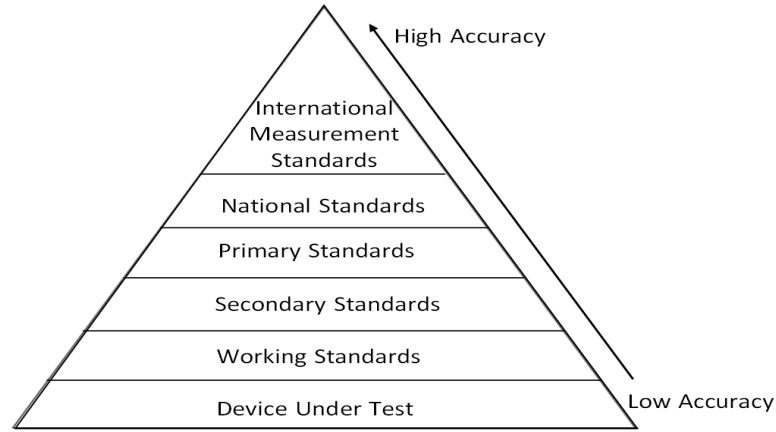 High Accuracy
International
Measurement
Standards
National Standards
Primary Standards
Secondary Standards
Working Standards
Device Under Test
Low Accuracy